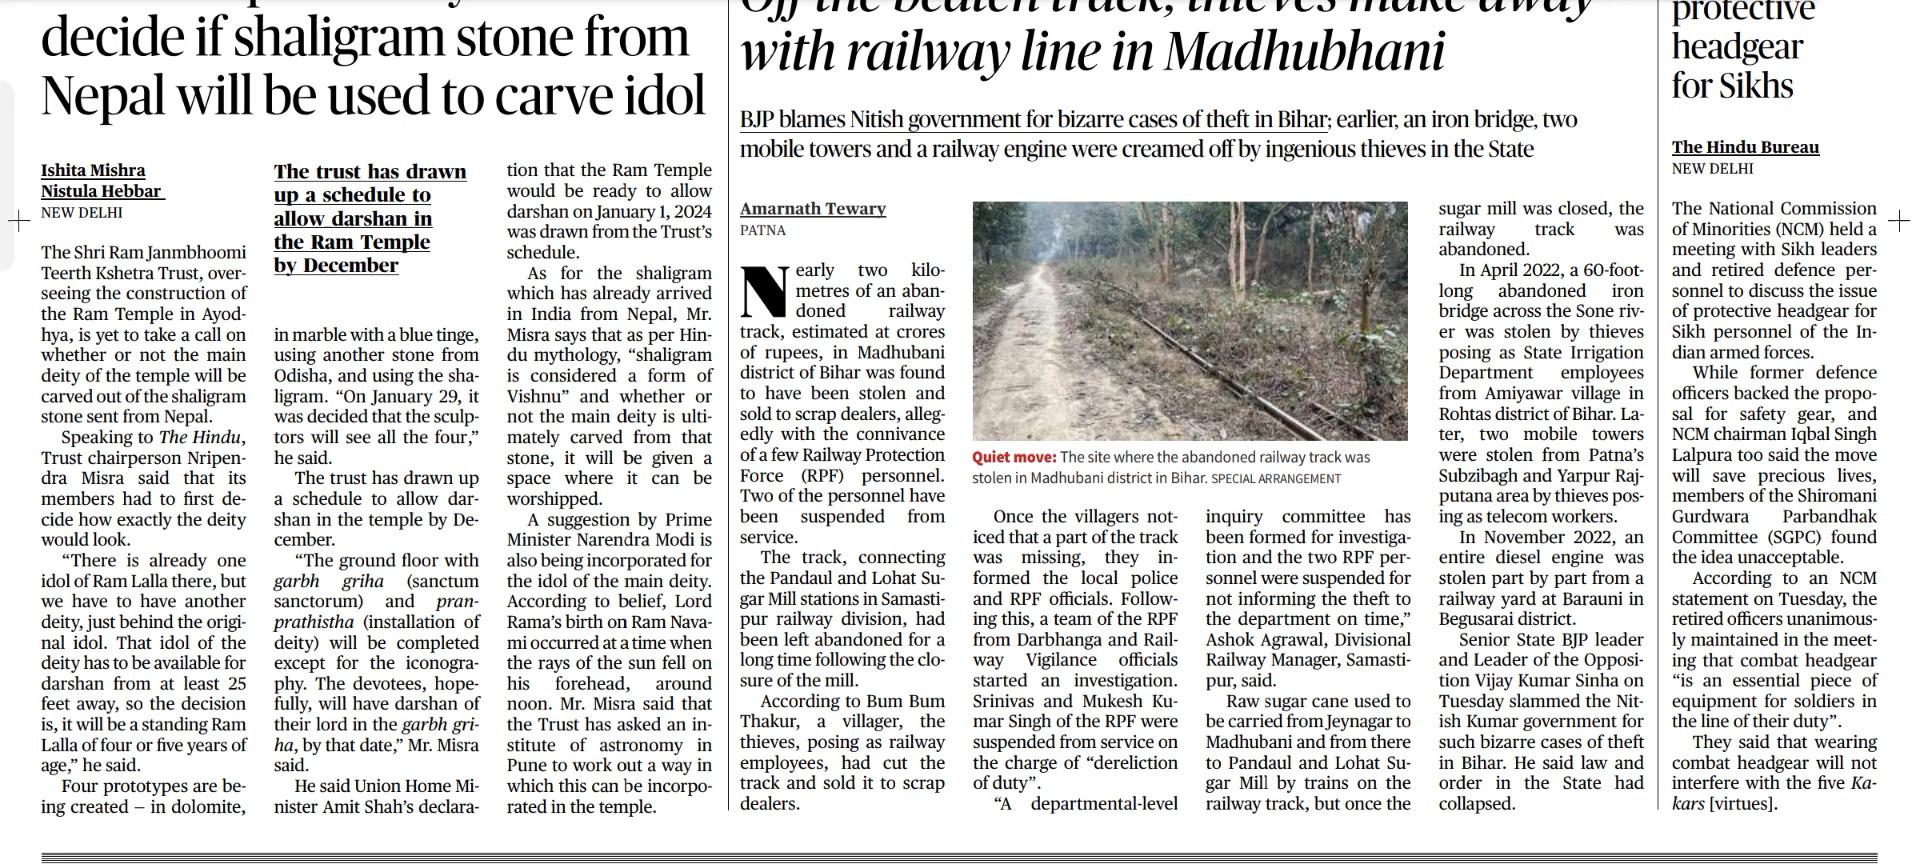 decide if shaligram stone from
Nepal will be used to carve idol
Ishita Mishra
Nistula Hebbar
NEW DELHI
The Shri Ram Janmbhoomi
Teerth Kshetra Trust, over-
seeing the construction of
the Ram Temple in Ayod-
hya, is yet to take a call on
whether or not the main
deity of the temple will be
carved out of the shaligram
stone sent from Nepal.
Speaking to The Hindu,
Trust chairperson Nripen-
dra Misra said that its
members had to first de-
cide how exactly the deity
would look.
“There is already one
idol of Ram Lalla there, but
we have to have another
deity, just behind the origi-
nal idol. That idol of the
deity has to be available for
darshan from at least 25
feet away, so the decision
is, it will be a standing Ram
Lalla of four or five years of
age,” he said.
Four prototypes are be-
ing created – in dolomite,
The trust has drawn
up a schedule to
allow darshan in
the Ram Temple
by December
in marble with a blue tinge,
using another stone from
Odisha, and using the sha-
ligram. “On January 29, it
was decided that the sculp-
tors will see all the four,”
he said.
The trust has drawn up
a schedule to allow dar-
shan in the temple by De-
cember.
“The ground floor with
garbh griha (sanctum
sanctorum) and pran-
prathistha (installation of
deity) will be completed
except for the iconogra-
phy. The devotees, hope-
fully, will have darshan of
their lord in the garbh gri-
ha, by that date,” Mr. Misra
said.
He said Union Home Mi-
nister Amit Shah’s declara-
tion that the Ram Temple
would be ready to allow
darshan on January 1, 2024
was drawn from the Trust’s
schedule.
As for the shaligram
which has already arrived
in India from Nepal, Mr.
Misra says that as per Hin-
du mythology, “shaligram
is considered a form of
Vishnu” and whether or
not the main deity is ulti-
mately carved from that
stone, it will be given a
space where it can be
worshipped.
A suggestion by Prime
Minister Narendra Modi is
also being incorporated for
the idol of the main deity.
According to belief, Lord
Rama’s birth on Ram Nava-
mi occurred at a time when
the rays of the sun fell on
his forehead, around
noon. Mr. Misra said that
the Trust has asked an in-
stitute of astronomy in
Pune to work out a way in
which this can be incorpo-
rated in the temple.
Off the beaten track, thieves make away
with railway line in Madhubhani
BJP blames Nitish government for bizarre cases of theft in Bihar; earlier, an iron bridge, two
mobile towers and a railway engine were creamed off by ingenious thieves in the State
Amarnath Tewary
PATNA
Nearly two kilo-
metres of an aban-
doned railway
track, estimated at crores
of rupees, in Madhubani
district of Bihar was found
to have been stolen and
sold to scrap dealers, alleg-
edly with the connivance
of a few Railway Protection
Force (RPF) personnel.
Two of the personnel have
been suspended from
service.
The track, connecting
the Pandaul and Lohat Su-
gar Mill stations in Samasti-
pur railway division, had
been left abandoned for a
long time following the clo-
sure of the mill.
According to Bum Bum
Thakur, a villager, the
thieves, posing as railway
employees, had cut the
track and sold it to scrap
dealers.
Quiet move: The site where the abandoned railway track was
stolen in Madhubani district in Bihar. SPECIAL ARRANGEMENT
Once the villagers not-
iced that a part of the track
was missing, they in-
formed the local police
and RPF officials. Follow-
ing this, a team of the RPF
from Darbhanga and Rail-
way Vigilance officials
started an investigation.
Srinivas and Mukesh Ku-
mar Singh of the RPF were
suspended from service on
the charge of “dereliction
of duty”.
“A departmental-level
inquiry committee has
been formed for investiga-
tion and the two RPF per-
sonnel were suspended for
not informing the theft to
the department on time,”
Ashok Agrawal, Divisional
Railway Manager, Samasti-
pur, said.
Raw sugar cane used to
be carried from Jeynagar to
Madhubani and from there
to Pandaul and Lohat Su-
gar Mill by trains on the
railway track, but once the
sugar mill was closed, the
railway track was
abandoned.
In April 2022, a 60-foot-
long abandoned iron
bridge across the Sone riv-
er was stolen by thieves
posing as State Irrigation
Department employees
from Amiyawar village in
Rohtas district of Bihar. La-
ter, two mobile towers
were stolen from Patna’s
Subzibagh and Yarpur Raj-
putana area by thieves pos-
ing as telecom workers.
In November 2022, an
entire diesel engine was
stolen part by part from a
railway yard at Barauni in
Begusarai district.
Senior State BJP leader
and Leader of the Opposi-
tion Vijay Kumar Sinha on
Tuesday slammed the Nit-
ish Kumar government for
such bizarre cases of theft
in Bihar. He said law and
order in the State had
collapsed.
protective
headgear
for Sikhs
The Hindu Bureau
NEW DELHI
The National Commission
of Minorities (NCM) held a
meeting with Sikh leaders
and retired defence per-
sonnel to discuss the issue
of protective headgear for
Sikh personnel of the In-
dian armed forces.
While former defence
officers backed the propo-
sal for safety gear, and
NCM chairman Iqbal Singh
Lalpura too said the move
will save precious lives,
members of the Shiromani
Gurdwara Parbandhak
Committee (SGPC) found
the idea unacceptable.
According to an NCM
statement on Tuesday, the
retired officers unanimous-
ly maintained in the meet-
ing that combat headgear
“is an essential piece of
equipment for soldiers in
the line of their duty”.
They said that wearing
combat headgear will not
interfere with the five Ka-
kars [virtues].